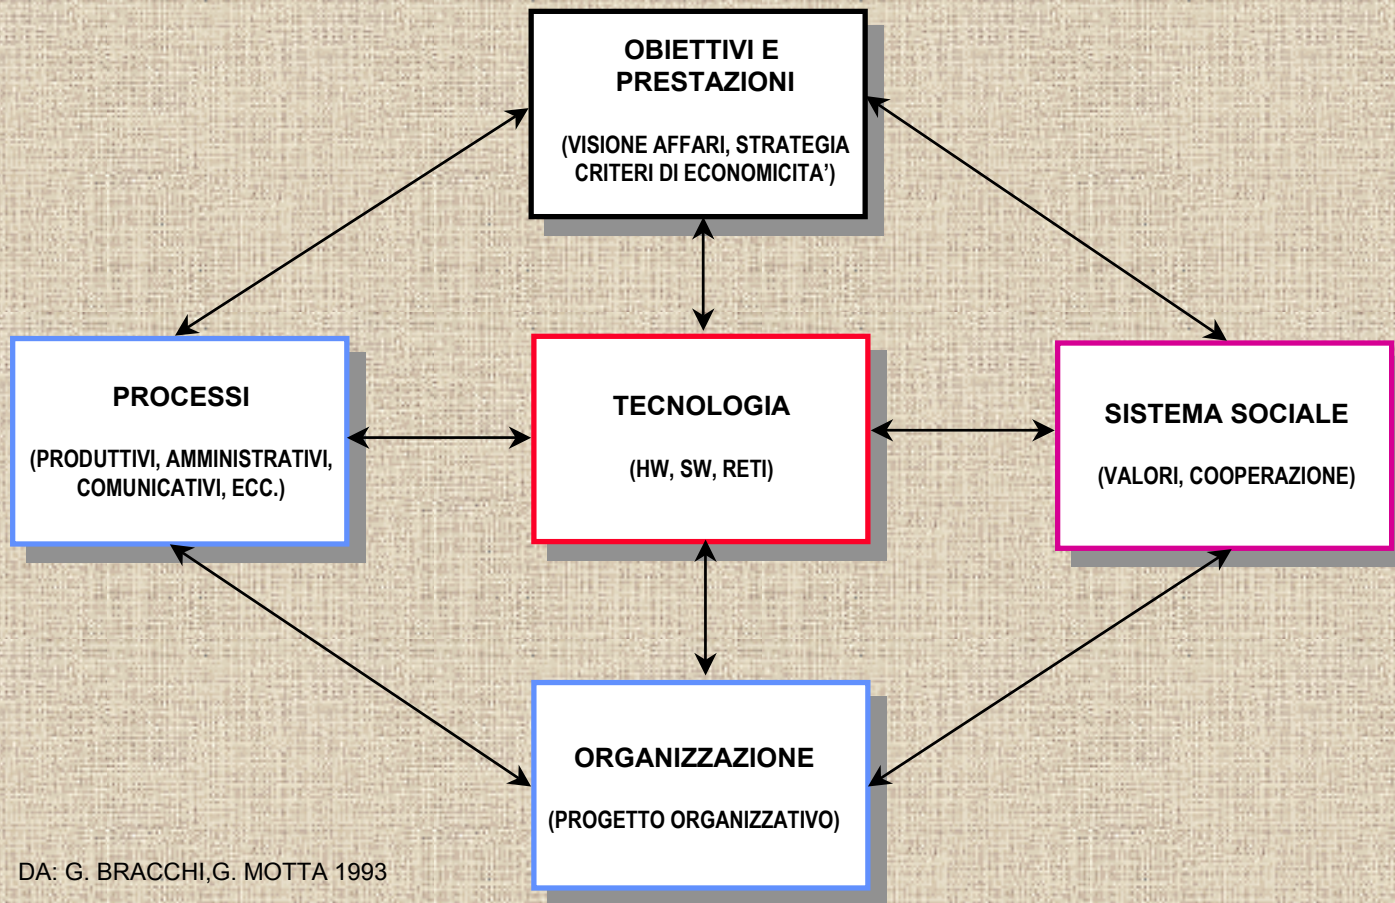 OBIETTIVI E
PRESTAZIONI
(VISIONE AFFARI, STRATEGIA
CRITERI DI ECONOMICITA’)
PROCESSI
(PRODUTTIVI, AMMINISTRATIVI,
COMUNICATIVI, ECC.)
TECNOLOGIA
(HW, SW, RETI)
SISTEMA SOCIALE
(VALORI, COOPERAZIONE)
ORGANIZZAZIONE
(PROGETTO ORGANIZZATIVO)
DA: G. BRACCHI,G. MOTTA 1993